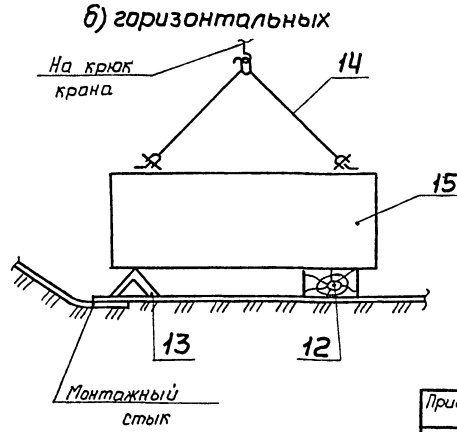 б) горизонтальных
На крюк
крана
14
15
13
12
Монтажный
стык